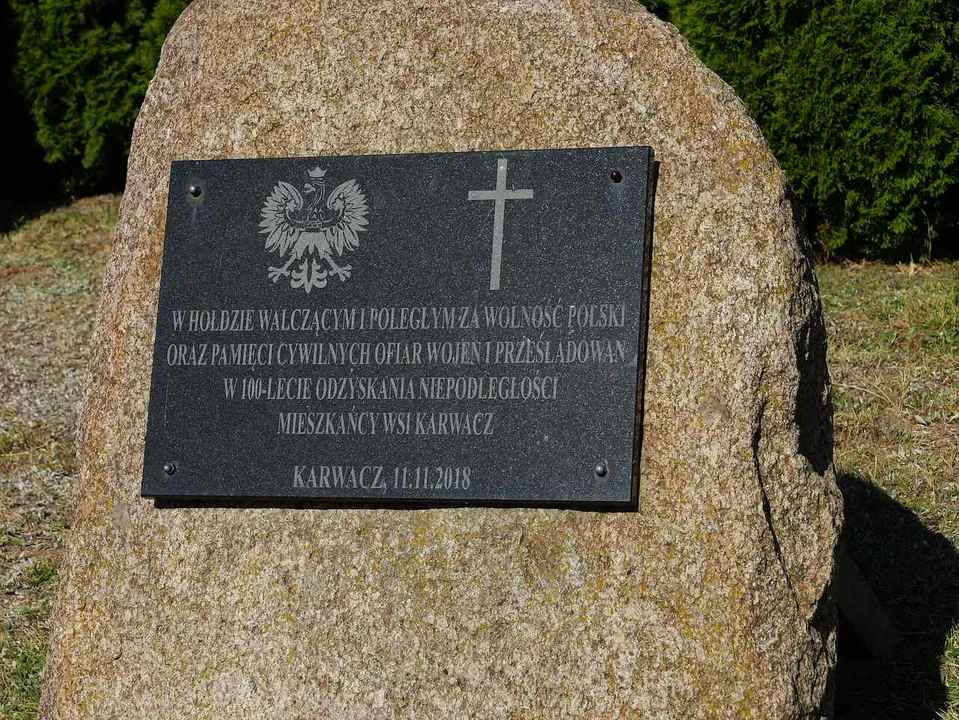 W HOŁDZIE WALCZĄCYM I POLEGŁYM ZA WOLNOŚĆ POLSKI
ORAZ PAMIĘCI CYWILNYCH OFIAR WOJEN I PRZEŚLADOWAŃ
W 100-LECIE ODZYSKANIA NIEPODLEGŁOŚCI
MIESZKAŃCY WSI KARWACZ
KARWACZ, 11.11.2018